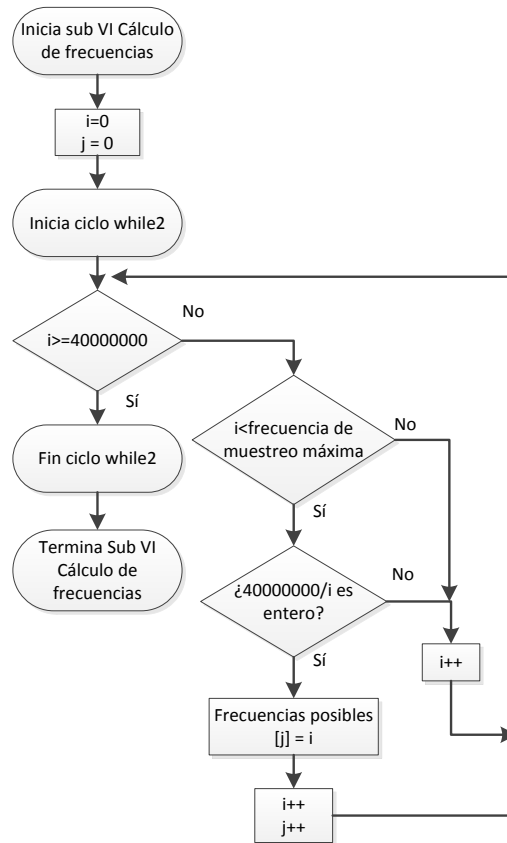 Inicia sub VI Cálculo
de frecuencias
i=0
j = 0
Inicia ciclo while2
i>=40000000
No
Sí
i<frecuencia de
muestreo máxima
No
Sí
Fin ciclo while2
Termina Sub VI
Cálculo de
frecuencias
¿40000000/i es
entero?
No
Sí
i++
Frecuencias posibles
[j] = i
i++
j++